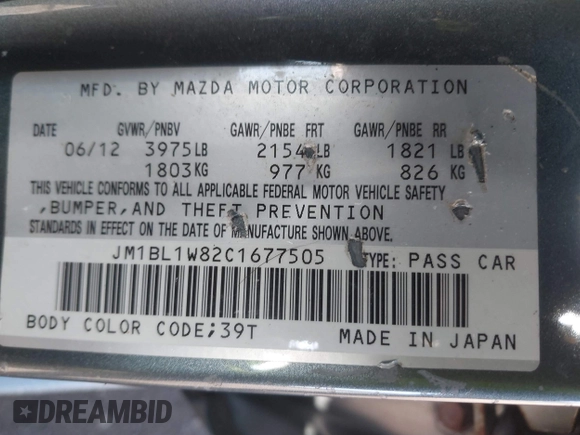 MFD. BY MAZDA MOTOR CORPORATION
DATE GVWR/PNBV GAWR/PNBE FRT GAWR/PNBE RR
06/12 3975LB 2154LB 1821 LB
1803KG 977 KG 826 KG
THIS VEHICLE CONFORMS TO ALL APPLICABLE FEDERAL MOTOR VEHICLE SAFETY
,BUMPER,AND THEFT PREVENTION
STANDARDS IN EFFECT ON THE DATE OF MANUFACTURE SHOWN ABOVE.
JM1BL1W82C1677505 TYPE: PASS CAR
BODY COLOR CODE;39T MADE IN JAPAN
DREAMBID